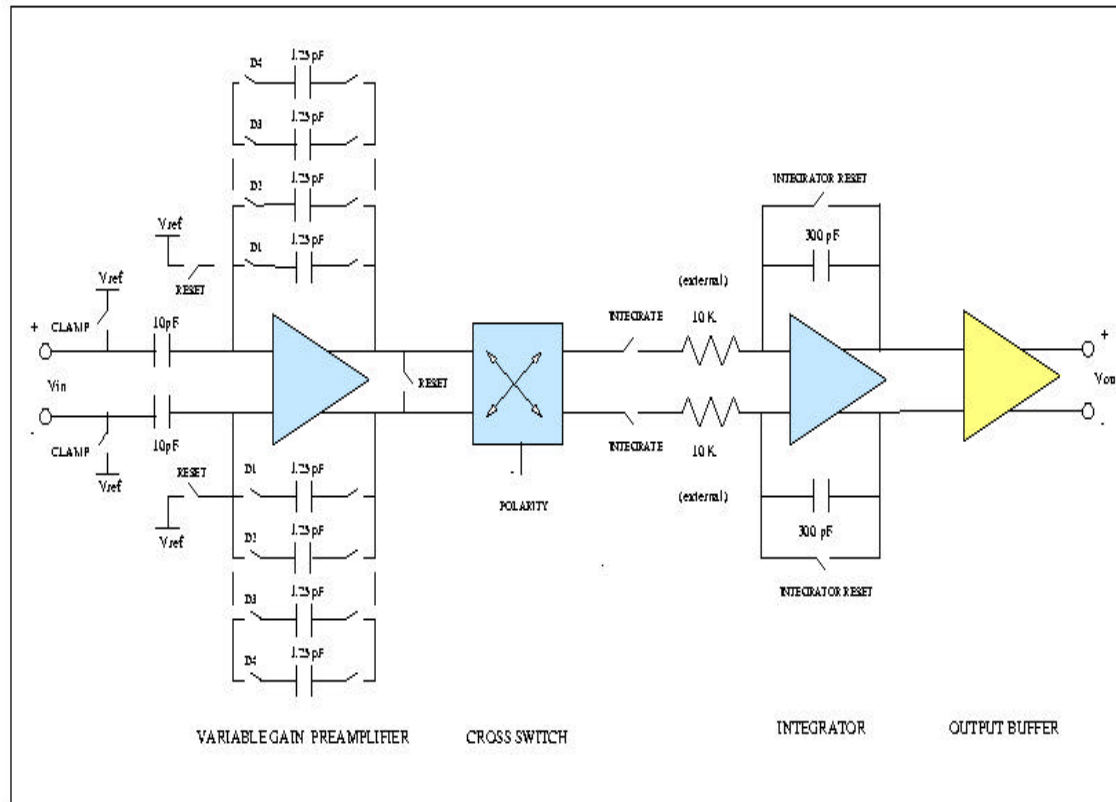 D4
1.25 pF
D3
1.25 pF
D2
1.25 pF
Vref
D1
1.25 pF
RESET
Vref
+
CLAMP
10pF
Vin
-
CLAMP
10pF
Vref
RESET
Vref
D1
1.25 pF
D2
1.25 pF
D3
1.25 pF
D4
1.25 pF
RESET
POLARITY
INTEGRATE
(external)
10 K
INTEGRATE
10 K
(external)
INTEGRATOR RESET
300 pF
300 pF
INTEGRATOR RESET
+
Vout
-
VARIABLE GAIN PREAMPLIFIER
CROSS SWITCH
INTEGRATOR
OUTPUT BUFFER